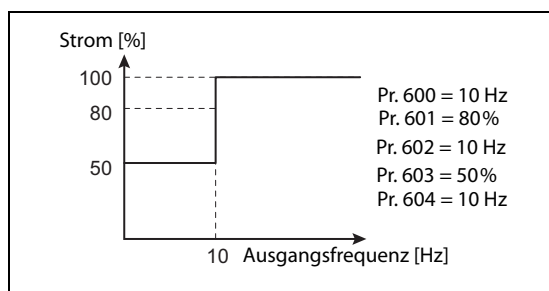 Strom [%]
100
80
50
10
Ausgangsfrequenz [Hz]
Pr. 600 = 10 Hz
Pr. 601 = 80%
Pr. 602 = 10 Hz
Pr. 603 = 50%
Pr. 604 = 10 Hz